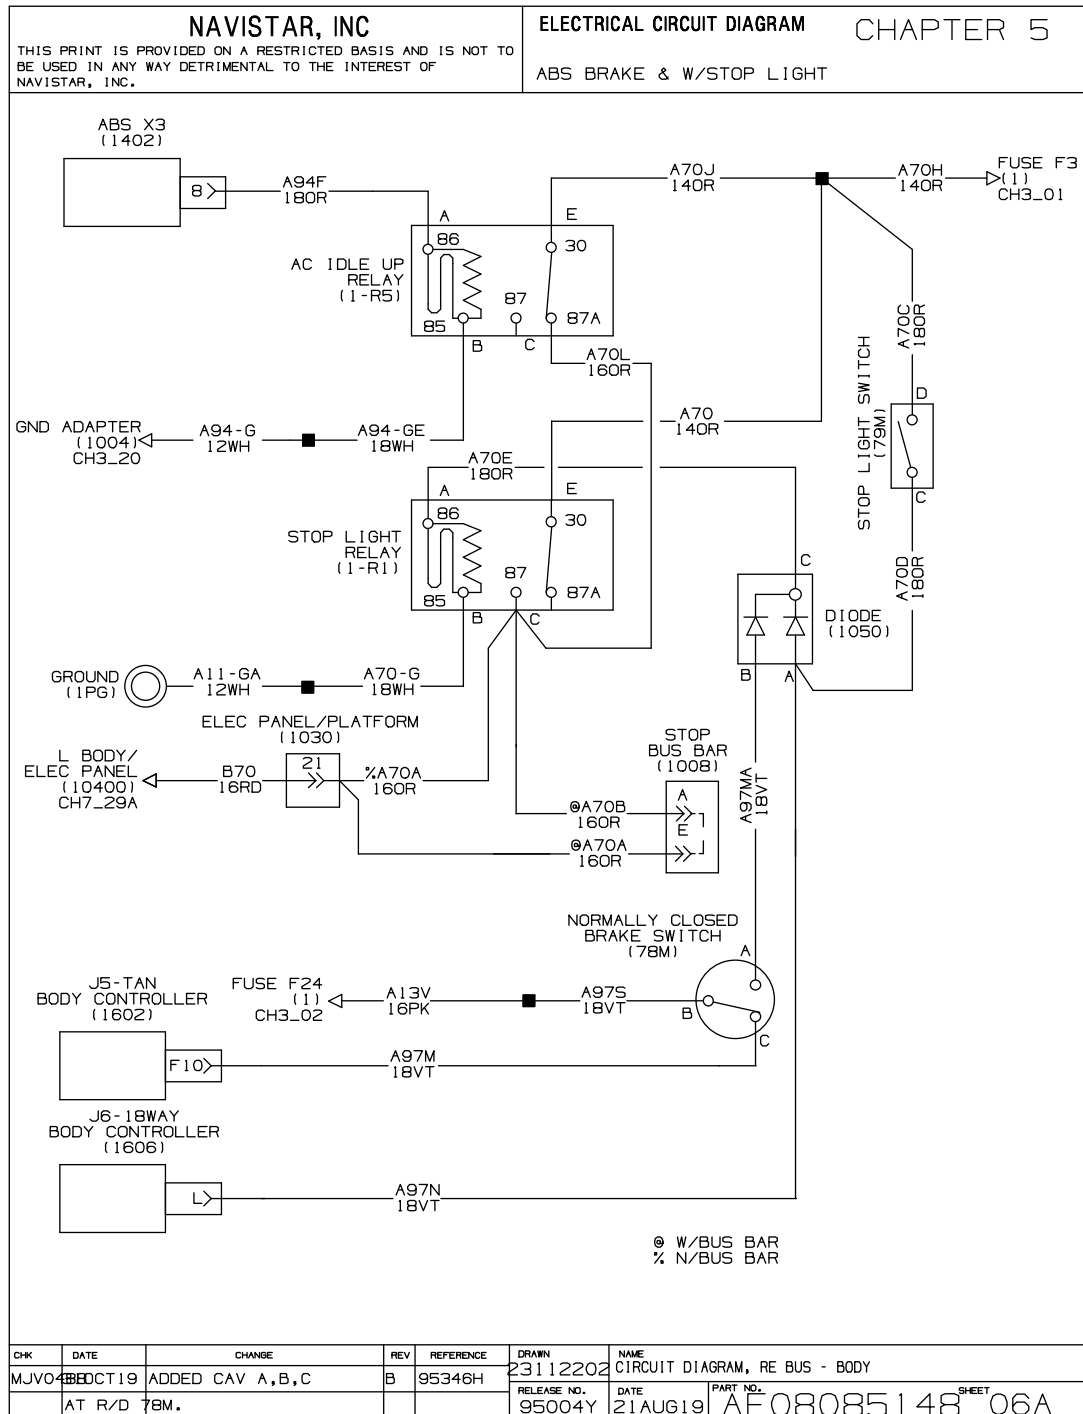 NAVISTAR, INC
THIS PRINT IS PROVIDED ON A RESTRICTED BASIS AND IS NOT TO
BE USED IN ANY WAY DETRIMENTAL TO THE INTEREST OF
NAVISTAR, INC.
ELECTRICAL CIRCUIT DIAGRAM
CHAPTER 5
ABS BRAKE & W/STOP LIGHT
ABS X3
(1402)
8
A94F
18OR
A70J
14OR
A70H
14OR
FUSE F3
(1)
CH3_01
A
E
86
30
AC IDLE UP
RELAY
(1-R5)
87
85
87A
B
C
A70L
16OR
A70C
18OR
STOP LIGHT SWITCH
(79M)
D
C
GND ADAPTER
(1004)
CH3_20
A94-G
12WH
A94-GE
18WH
A70
14OR
A70E
18OR
A
E
86
30
STOP LIGHT
RELAY
(1-R1)
87
85
87A
B
C
A70D
18OR
C
DIODE
(1050)
B
A
GROUND
(1PG)
A11-GA
12WH
A70-G
18WH
ELEC PANEL/PLATFORM
(1030)
21
L BODY/
ELEC PANEL
(10400)
CH7_29A
B70
16RD
%A70A
16OR
STOP
BUS BAR
(1008)
A
E
@A70B
16OR
@A70A
16OR
A97MA
18VT
NORMALLY CLOSED
BRAKE SWITCH
(78M)
A
B
C
J5-TAN
BODY CONTROLLER
(1602)
F10
FUSE F24
(1)
CH3_02
A13V
16PK
A97S
18VT
A97M
18VT
J6-18WAY
BODY CONTROLLER
(1606)
L
A97N
18VT
@ W/BUS BAR
% N/BUS BAR
CHK DATE CHANGE REV REFERENCE
ADDED CAV A,B,C B 95346H
AT R/D 78M.
DRAWN
23112202
NAME
CIRCUIT DIAGRAM, RE BUS - BODY
RELEASE NO.
95004Y
DATE
21AUG19
PART NO.
AF08085148
SHEET
06A